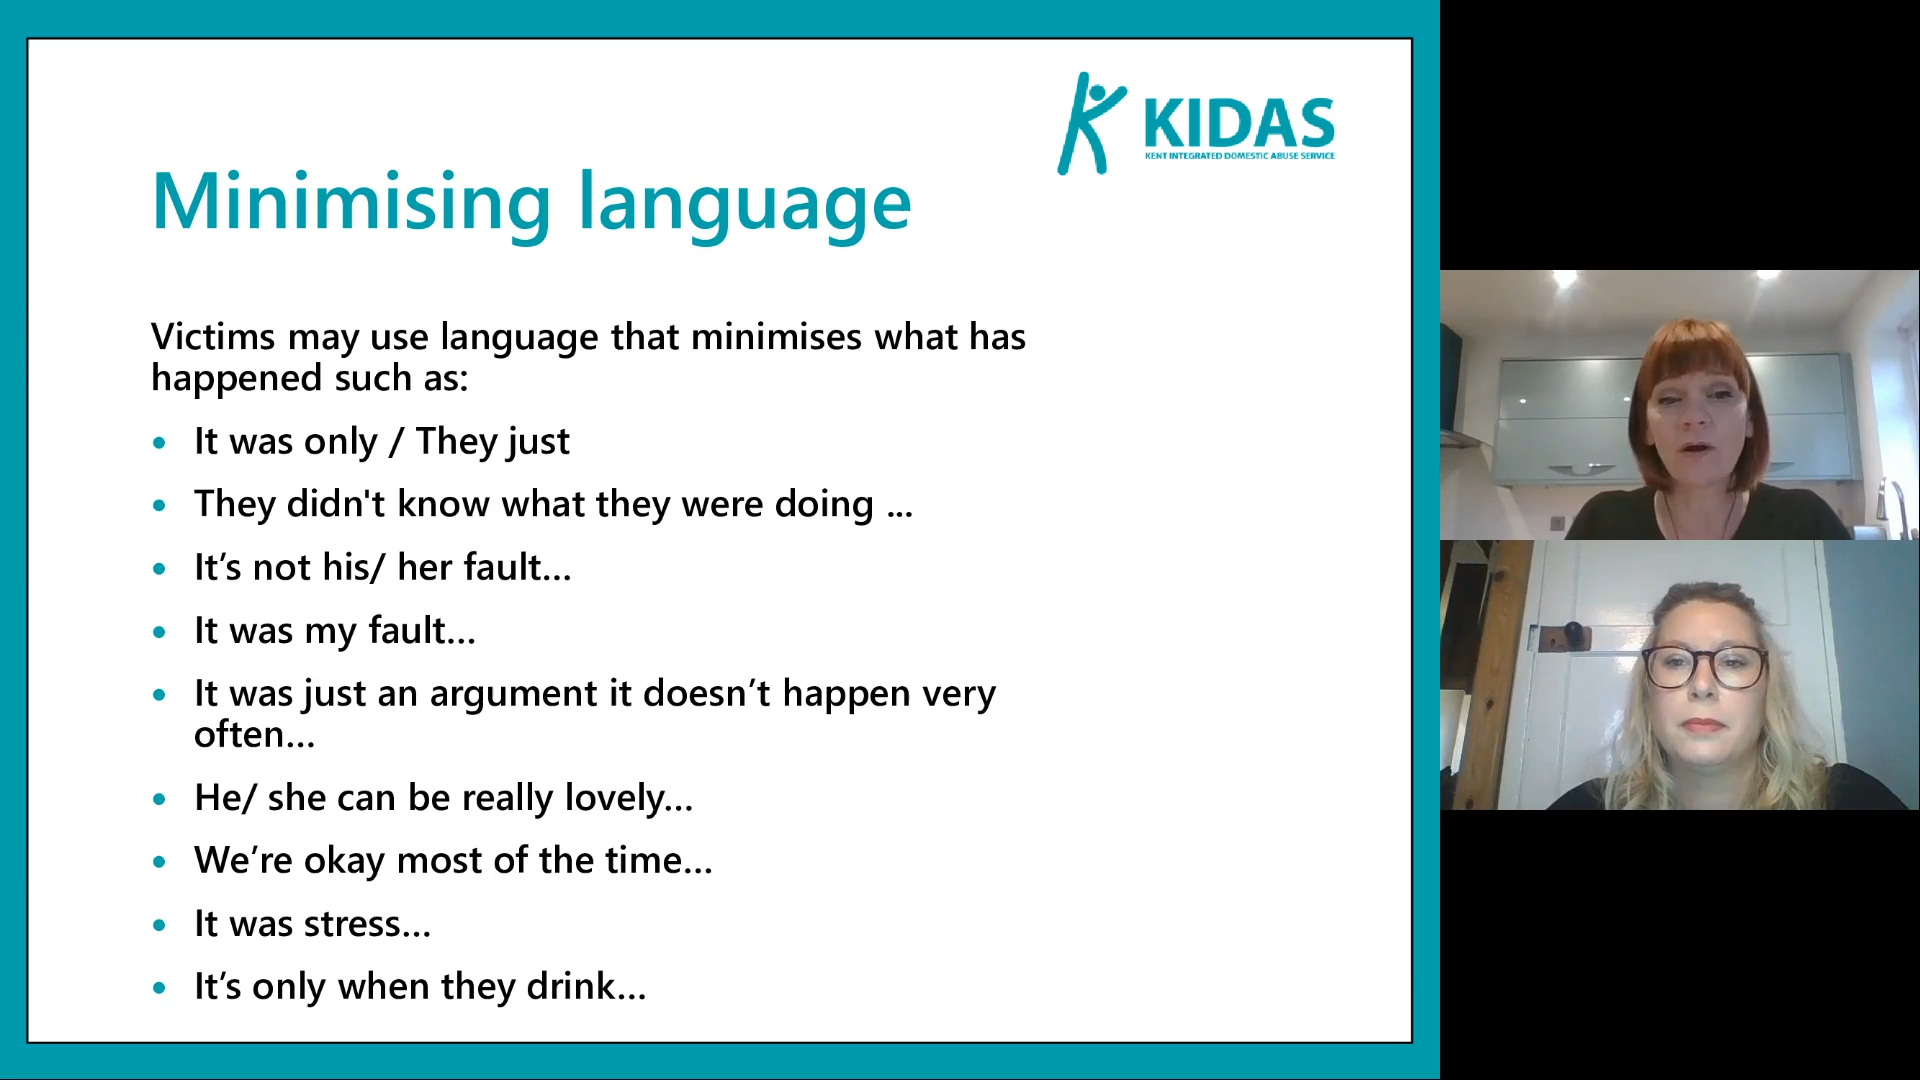 KIDAS
KENT INTEGRATED DOMESTIC ABUSE SERVICE
Minimising language
Victims may use language that minimises what has
happened such as:
• It was only / They just
• They didn't know what they were doing ...
• It’s not his/ her fault...
• It was my fault...
• It was just an argument it doesn’t happen very
often...
• He/ she can be really lovely...
• We’re okay most of the time...
• It was stress...
• It’s only when they drink...